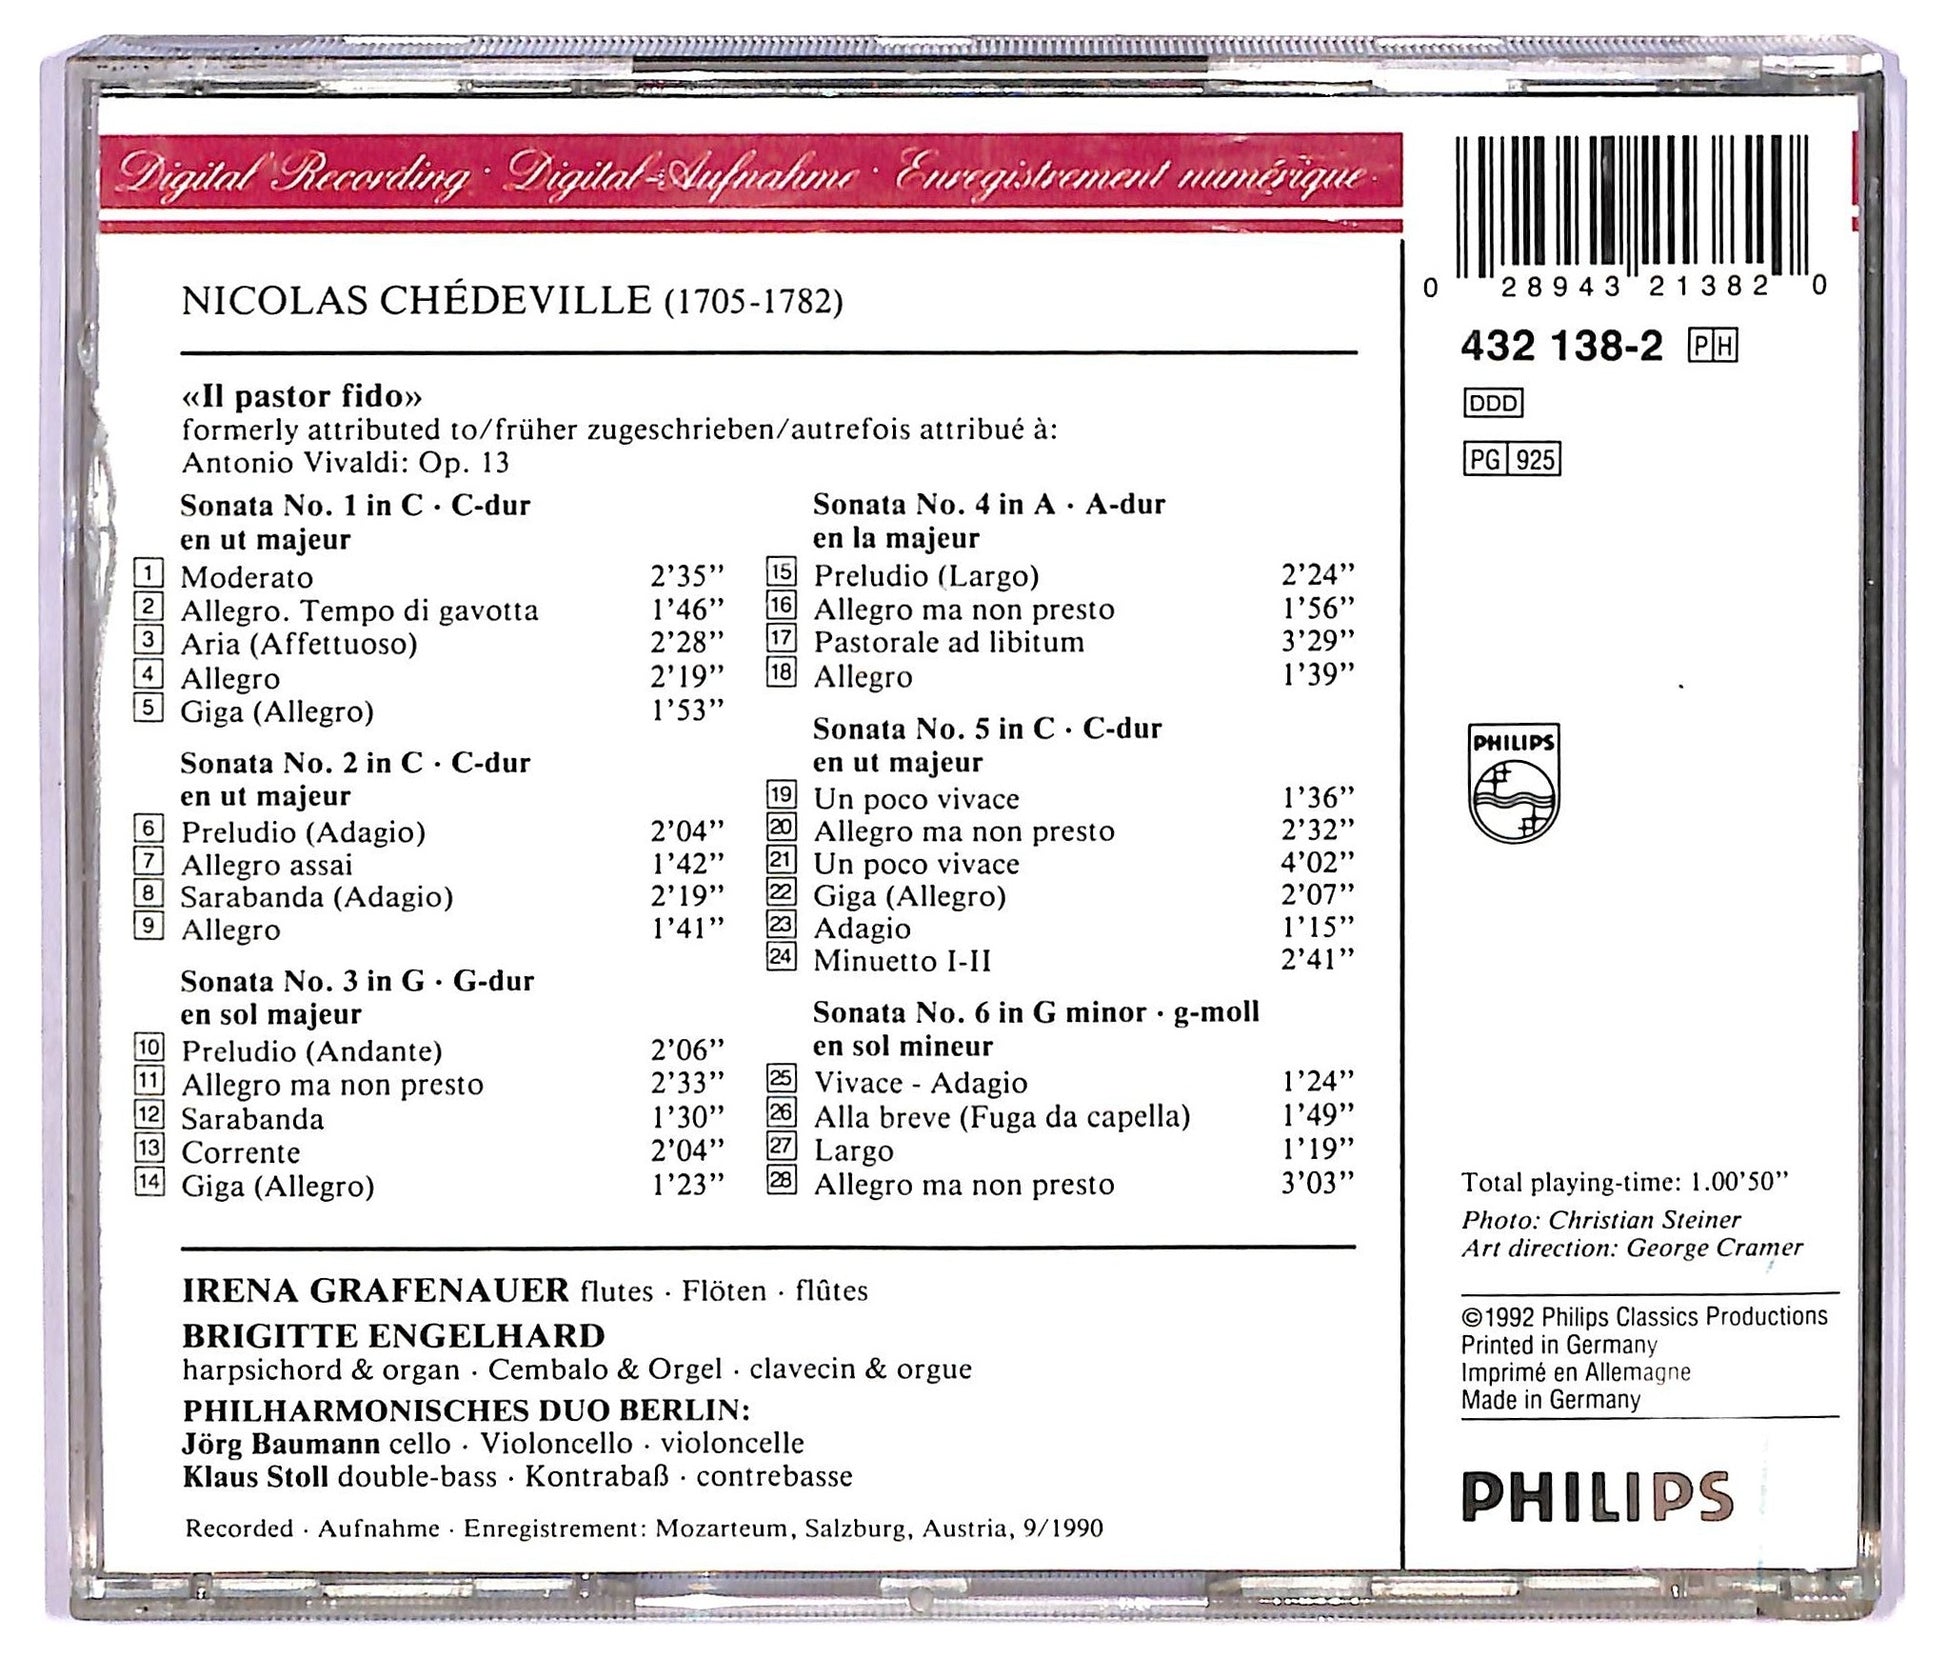 Digital Recording · Digital-Aufnahme · Enregistrement numérique ·
NICOLAS CHÉDEVILLE (1705-1782)
«Il pastor fido»
formerly attributed to/früher zugeschrieben/autrefois attribué à:
Antonio Vivaldi: Op. 13
Sonata No. 1 in C · C-dur
en ut majeur
1 Moderato 2’35’’
2 Allegro. Tempo di gavotta 1’46’’
3 Aria (Affettuoso) 2’28’’
4 Allegro 2’19’’
5 Giga (Allegro) 1’53’’
Sonata No. 2 in C · C-dur
en ut majeur
6 Preludio (Adagio) 2’04’’
7 Allegro assai 1’42’’
8 Sarabanda (Adagio) 2’19’’
9 Allegro 1’41’’
Sonata No. 3 in G · G-dur
en sol majeur
10 Preludio (Andante) 2’06’’
11 Allegro ma non presto 2’33’’
12 Sarabanda 1’30’’
13 Corrente 2’04’’
14 Giga (Allegro) 1’23’’
Sonata No. 4 in A · A-dur
en la majeur
15 Preludio (Largo) 2’24’’
16 Allegro ma non presto 1’56’’
17 Pastorale ad libitum 3’29’’
18 Allegro 1’39’’
Sonata No. 5 in C · C-dur
en ut majeur
19 Un poco vivace 1’36’’
20 Allegro ma non presto 2’32’’
21 Un poco vivace 4’02’’
22 Giga (Allegro) 2’07’’
23 Adagio 1’15’’
24 Minuetto I-II 2’41’’
Sonata No. 6 in G minor · g-moll
en sol mineur
25 Vivace - Adagio 1’24’’
26 Alla breve (Fuga da capella) 1’49’’
27 Largo 1’19’’
28 Allegro ma non presto 3’03’’
IRENA GRAFENAUER flutes · Flöten · flûtes
BRIGITTE ENGELHARD
harpsichord & organ · Cembalo & Orgel · clavecin & orgue
PHILHARMONISCHES DUO BERLIN:
Jörg Baumann cello · Violoncello · violoncelle
Klaus Stoll double-bass · Kontrabaß · contrebasse
Recorded · Aufnahme · Enregistrement: Mozarteum, Salzburg, Austria, 9/1990
0 28943 21382 0
432 138-2 PH
DDD
PG 925
PHILIPS
Total playing-time: 1.00’50’’
Photo: Christian Steiner
Art direction: George Cramer
©1992 Philips Classics Productions
Printed in Germany
Imprimé en Allemagne
Made in Germany
PHILIPS